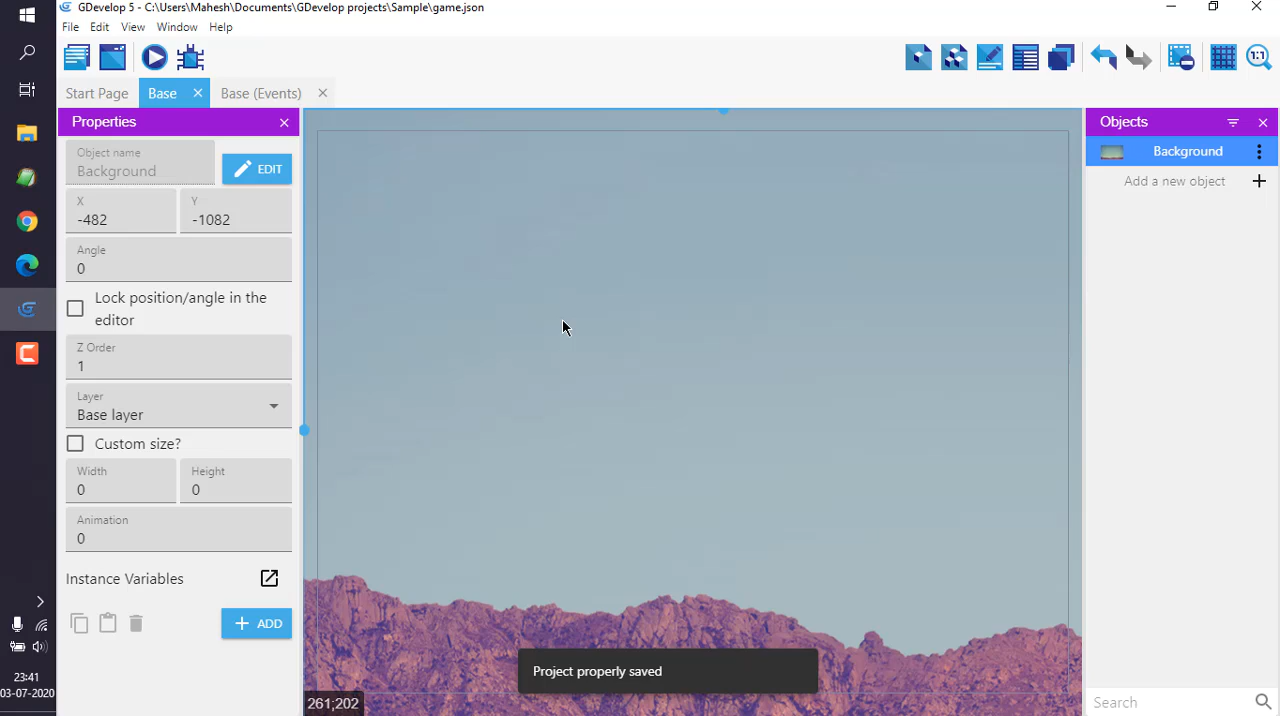 GDevelop 5 - C:\Users\Mahesh\Documents\GDevelop projects\Sample\game.json
File Edit View Window Help
1:1
Start Page Base Base (Events)
Properties
Objects
Object name
Background
EDIT
Background
Add a new object
X
-482
Y
-1082
Angle
0
Lock position/angle in the
editor
Z Order
1
Layer
Base layer
Custom size?
Width
0
Height
0
Animation
0
Instance Variables
ADD
Project properly saved
261;202
Search
23:41
03-07-2020